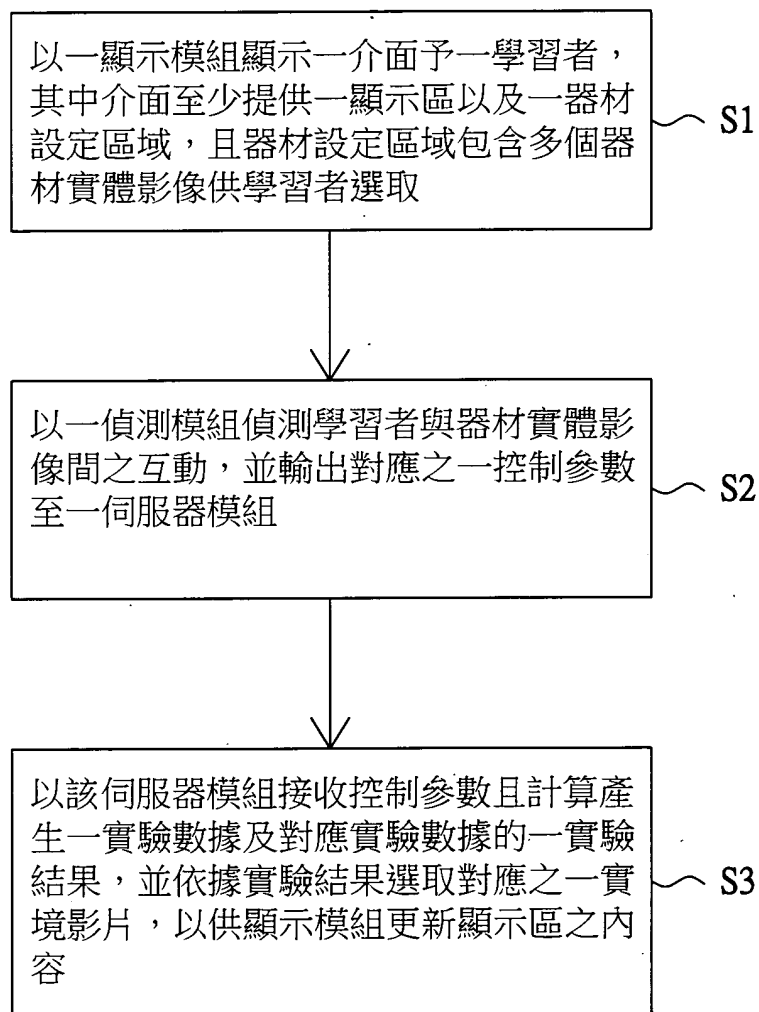 以一顯示模組顯示一介面予一學習者，
其中介面至少提供一顯示區以及一器材
設定區域，且器材設定區域包含多個器
材實體影像供學習者選取
S1
以一偵測模組偵測學習者與器材實體影
像間之互動，並輸出對應之一控制參數
至一伺服器模組
S2
以該伺服器模組接收控制參數且計算產
生一實驗數據及對應實驗數據的一實驗
結果，並依據實驗結果選取對應之一實
境影片，以供顯示模組更新顯示區之內
容
S3